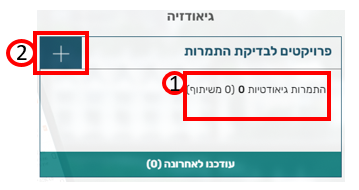 גיאודזיה
2
פרויקטים לבדיקת התמרות
+
1
התמרות גיאודטיות 0 (0 משיתוף)
עודכנו לאחרונה (0)